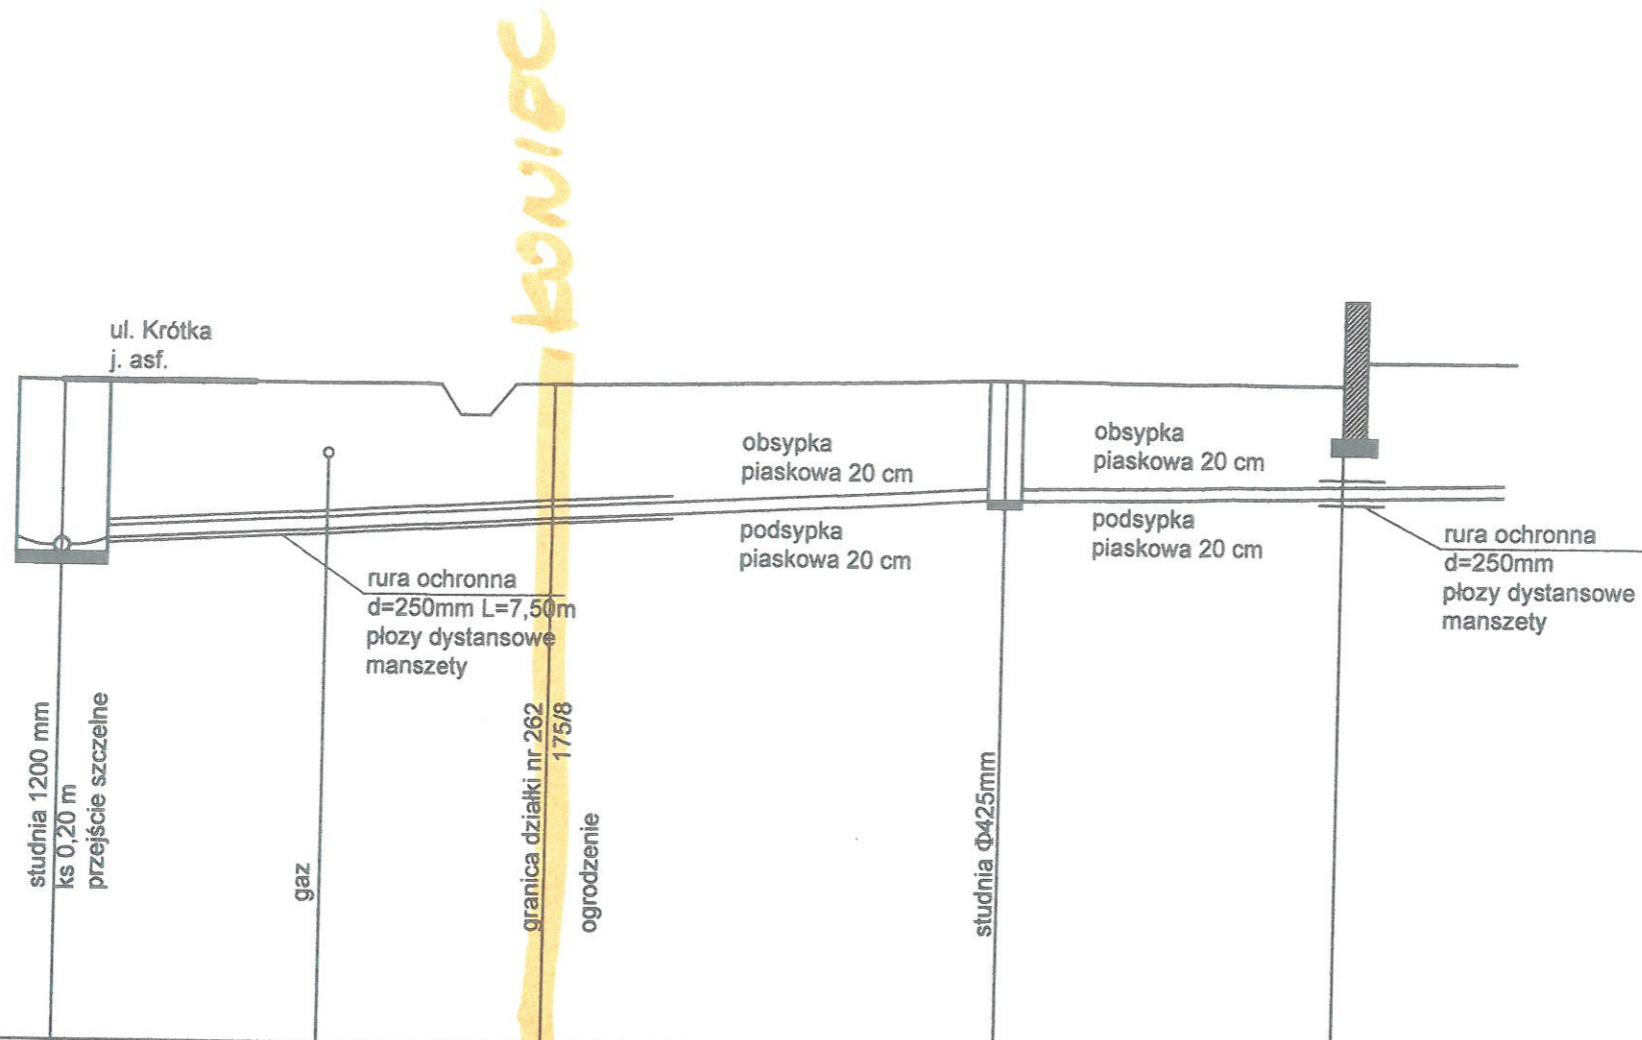 KONIEC
ul. Krótka
j. asf.
obsypka
piaskowa 20 cm
obsypka
piaskowa 20 cm
podsypka
piaskowa 20 cm
podsypka
piaskowa 20 cm
rura ochronna
d=250mm L=7,50m
płozy dystansowe
manszety
rura ochronna
d=250mm
płozy dystansowe
manszety
studnia 1200 mm
ks 0,20 m
przejście szczelne
gaz
granica działki nr 262
175/8
ogrodzenie
studnia Φ425mm